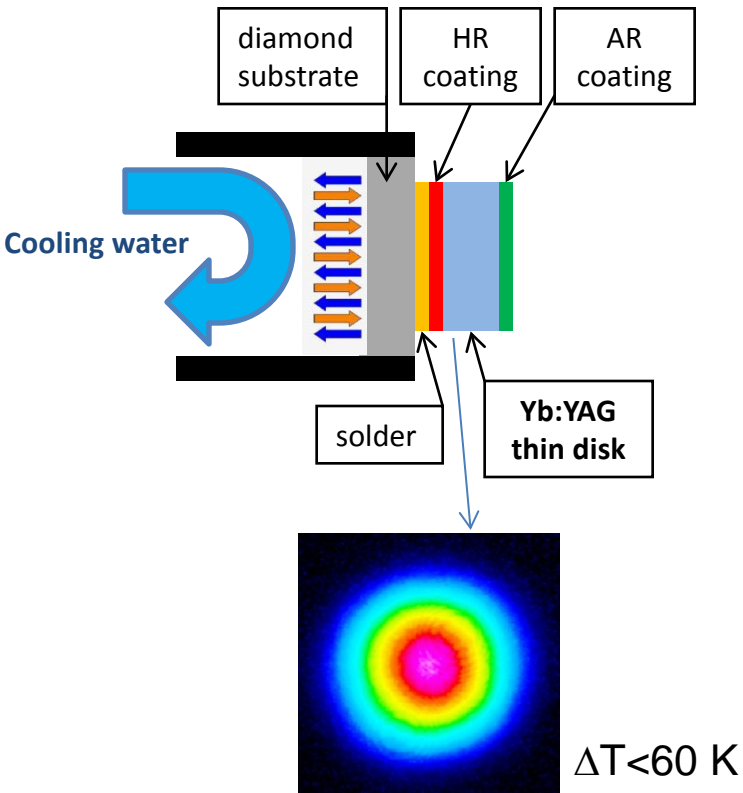 diamond
substrate
HR
coating
AR
coating
Cooling water
solder
Yb:YAG
thin disk
ΔT<60 K